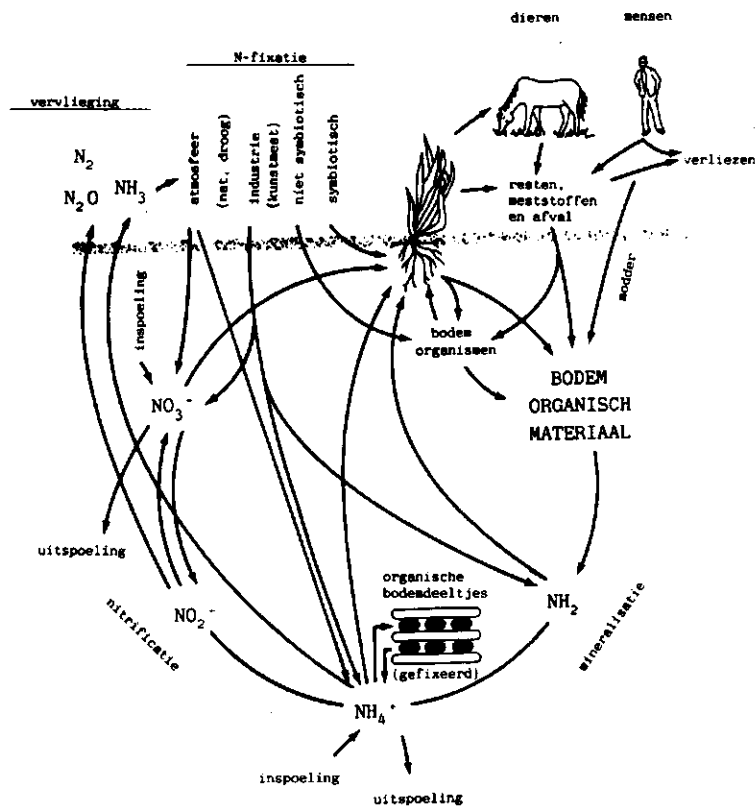 dieren
mensen
N-fixatie
vervlieging
N2
N2O
NH3
atmosfeer
(nat, droog)
industrie
(kunstmest)
niet symbiotisch
symbiotisch
verliezen
resten,
meststoffen
en afval
modder
inspoeling
bodem
organismen
NO3-
BODEM
ORGANISCH
MATERIAAL
uitspoeling
nitrificatie
NO2-
organische
bodemdeeltjes
(gefixeerd)
NH2
mineralisatie
NH4+
inspoeling
uitspoeling